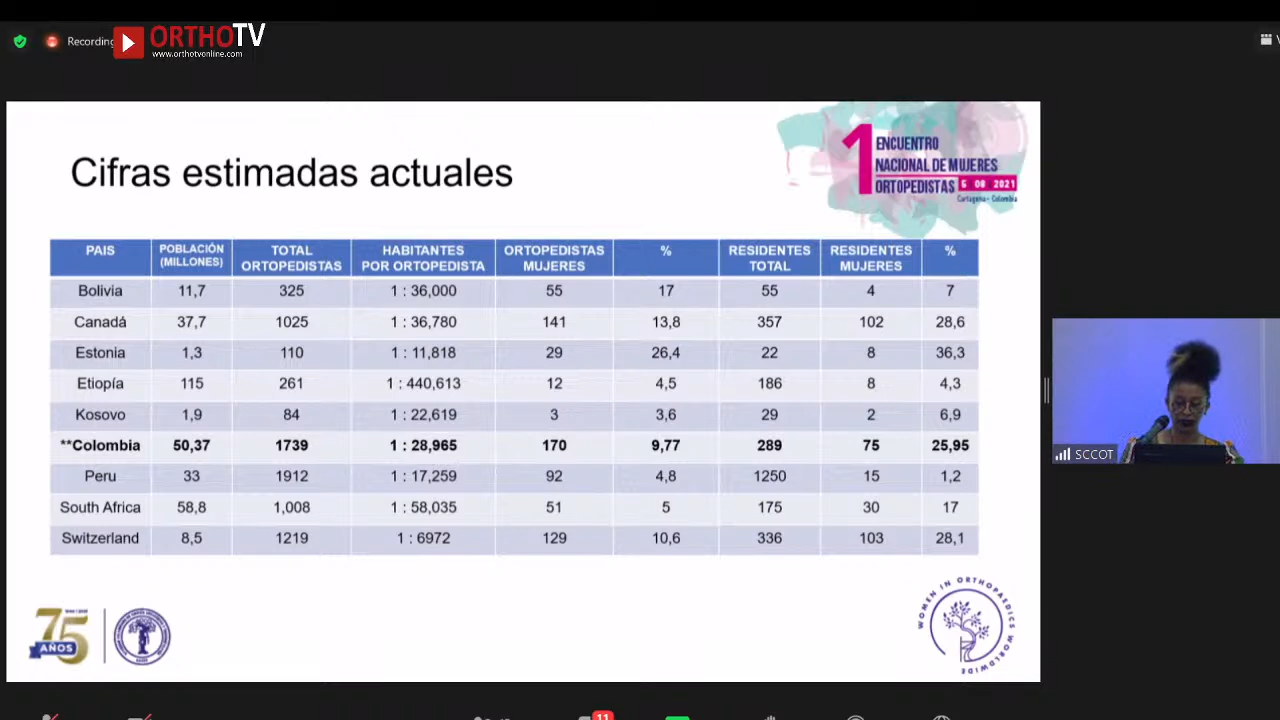 Recording
ORTHOTV
www.orthotvonline.com
Cifras estimadas actuales
1 ENCUENTRO
NACIONAL DE MUJERES
ORTOPEDISTAS 5 08 2021
Cartagena - Colombia
PAIS POBLACIÓN (MILLONES) TOTAL ORTOPEDISTAS HABITANTES POR ORTOPEDISTA ORTOPEDISTAS MUJERES % RESIDENTES TOTAL RESIDENTES MUJERES %
Bolivia 11,7 325 1 : 36,000 55 17 55 4 7
Canadá 37,7 1025 1 : 36,780 141 13,8 357 102 28,6
Estonia 1,3 110 1 : 11,818 29 26,4 22 8 36,3
Etiopía 115 261 1 : 440,613 12 4,5 186 8 4,3
Kosovo 1,9 84 1 : 22,619 3 3,6 29 2 6,9
**Colombia 50,37 1739 1 : 28,965 170 9,77 289 75 25,95
Peru 33 1912 1 : 17,259 92 4,8 1250 15 1,2
South Africa 58,8 1,008 1 : 58,035 51 5 175 30 17
Switzerland 8,5 1219 1 : 6972 129 10,6 336 103 28,1
SCCOT
75
AÑOS
WOMEN IN ORTHOPAEDICS WORLDWIDE
11